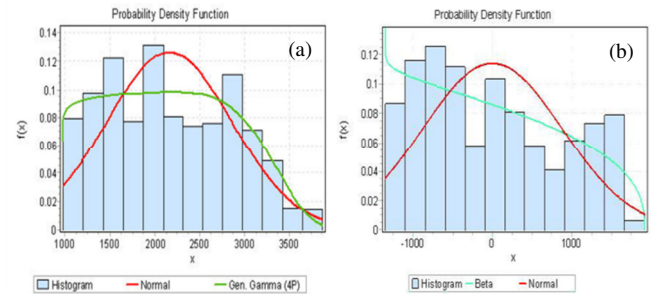 Probability Density Function
(a)
0.14
0.12
0.1
0.08
0.06
0.04
0.02
0
f(x)
1000 1500 2000 2500 3000 3500
x
Histogram Normal Gen. Gamma (4P)
Probability Density Function
(b)
0.12
0.1
0.08
0.06
0.04
0.02
0
f(x)
-1000 0 1000
x
Histogram Beta Normal